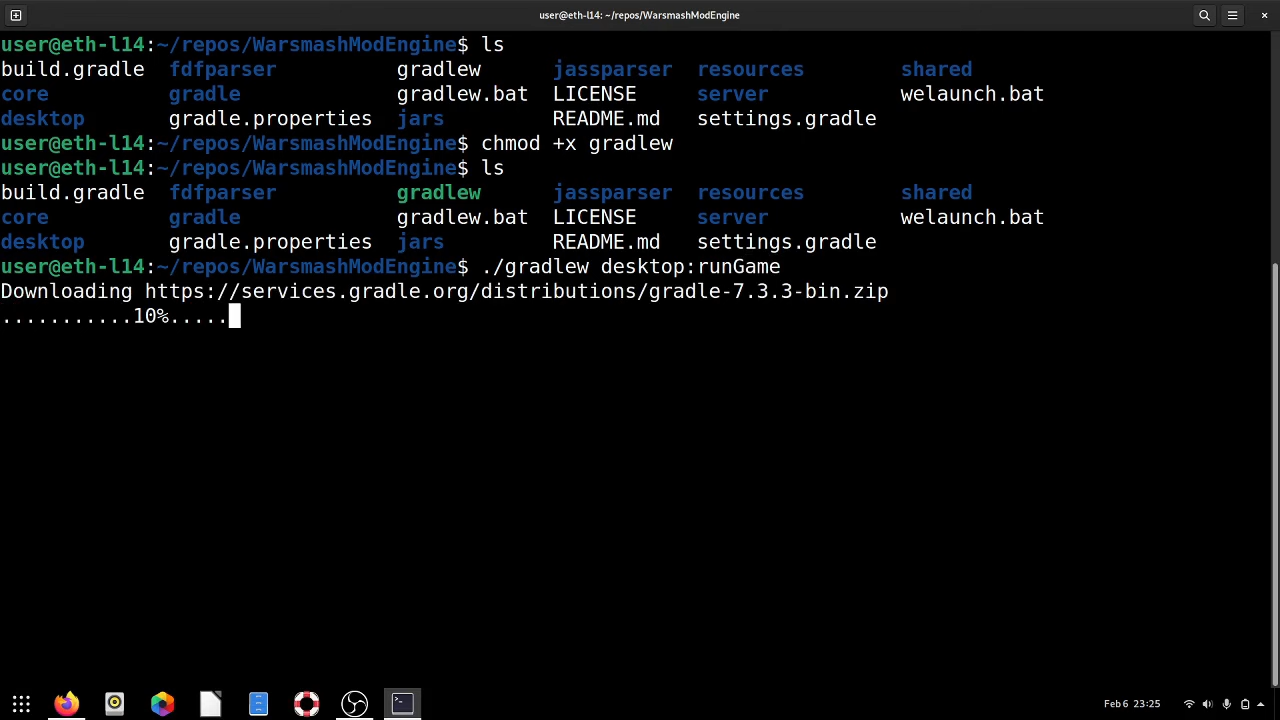 user@eth-l14: ~/repos/WarsmashModEngine
user@eth-l14:~/repos/WarsmashModEngine$ ls
build.gradle  fdfparser          gradlew      jassparser  resources        shared
core          gradle             gradlew.bat  LICENSE     server           welaunch.bat
desktop       gradle.properties  jars         README.md   settings.gradle
user@eth-l14:~/repos/WarsmashModEngine$ chmod +x gradlew
user@eth-l14:~/repos/WarsmashModEngine$ ls
build.gradle  fdfparser          gradlew      jassparser  resources        shared
core          gradle             gradlew.bat  LICENSE     server           welaunch.bat
desktop       gradle.properties  jars         README.md   settings.gradle
user@eth-l14:~/repos/WarsmashModEngine$ ./gradlew desktop:runGame
Downloading https://services.gradle.org/distributions/gradle-7.3.3-bin.zip
...........10%.....
Feb 6 23:25